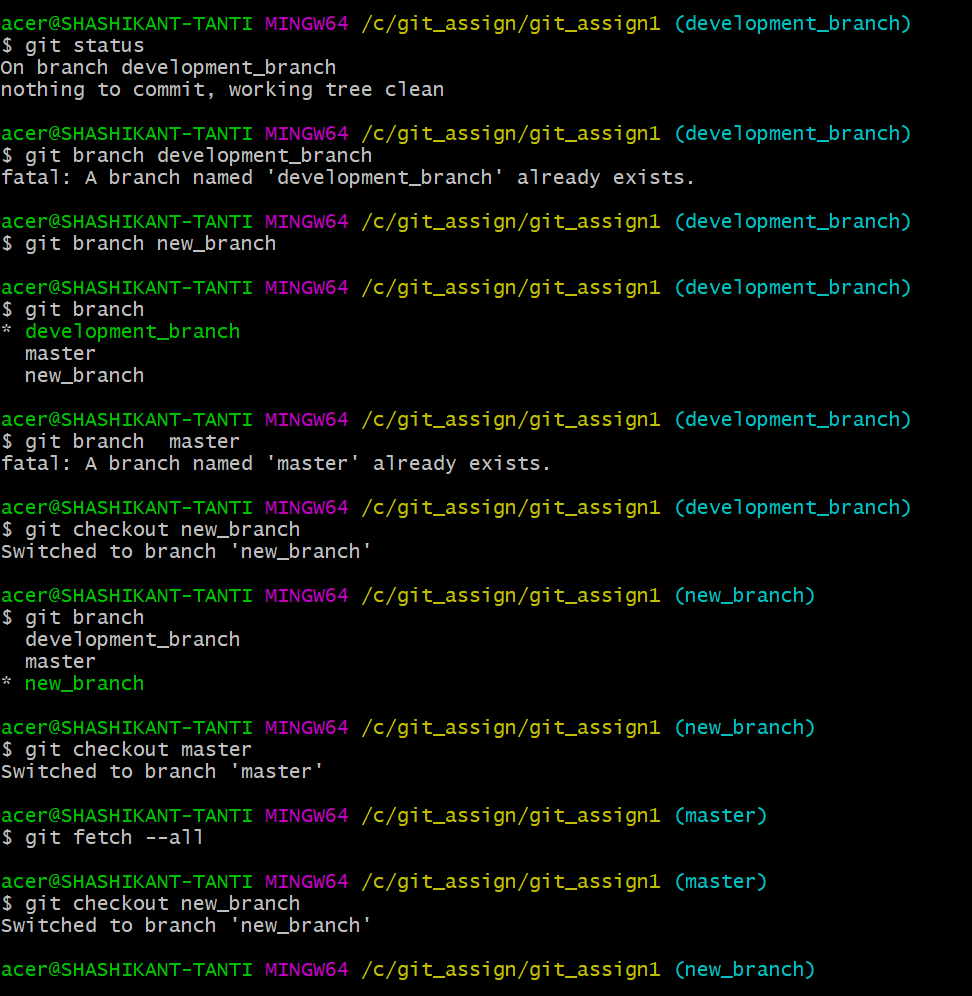 acer@SHASHIKANT-TANTI MINGW64 /c/git_assign/git_assign1 (development_branch)
$ git status
On branch development_branch
nothing to commit, working tree clean
acer@SHASHIKANT-TANTI MINGW64 /c/git_assign/git_assign1 (development_branch)
$ git branch development_branch
fatal: A branch named 'development_branch' already exists.
acer@SHASHIKANT-TANTI MINGW64 /c/git_assign/git_assign1 (development_branch)
$ git branch new_branch
acer@SHASHIKANT-TANTI MINGW64 /c/git_assign/git_assign1 (development_branch)
$ git branch
* development_branch
  master
  new_branch
acer@SHASHIKANT-TANTI MINGW64 /c/git_assign/git_assign1 (development_branch)
$ git branch  master
fatal: A branch named 'master' already exists.
acer@SHASHIKANT-TANTI MINGW64 /c/git_assign/git_assign1 (development_branch)
$ git checkout new_branch
Switched to branch 'new_branch'
acer@SHASHIKANT-TANTI MINGW64 /c/git_assign/git_assign1 (new_branch)
$ git branch
  development_branch
  master
* new_branch
acer@SHASHIKANT-TANTI MINGW64 /c/git_assign/git_assign1 (new_branch)
$ git checkout master
Switched to branch 'master'
acer@SHASHIKANT-TANTI MINGW64 /c/git_assign/git_assign1 (master)
$ git fetch --all
acer@SHASHIKANT-TANTI MINGW64 /c/git_assign/git_assign1 (master)
$ git checkout new_branch
Switched to branch 'new_branch'
acer@SHASHIKANT-TANTI MINGW64 /c/git_assign/git_assign1 (new_branch)